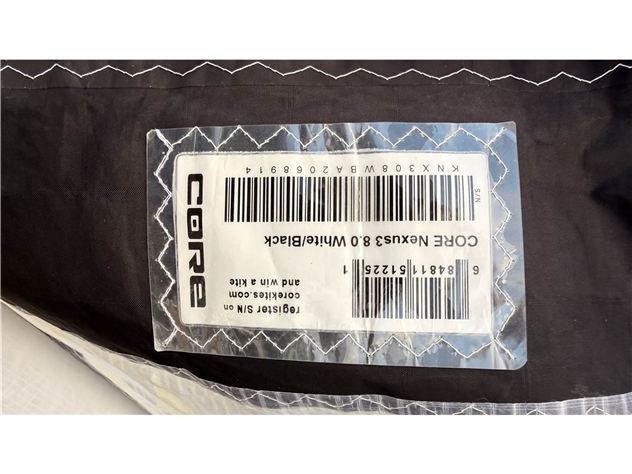 6 84811 51225 1
register S/N on
corekites.com
and win a kite
CORE Nexus3 8.0 White/Black
S/N
KNX308WBA2068914
CORE